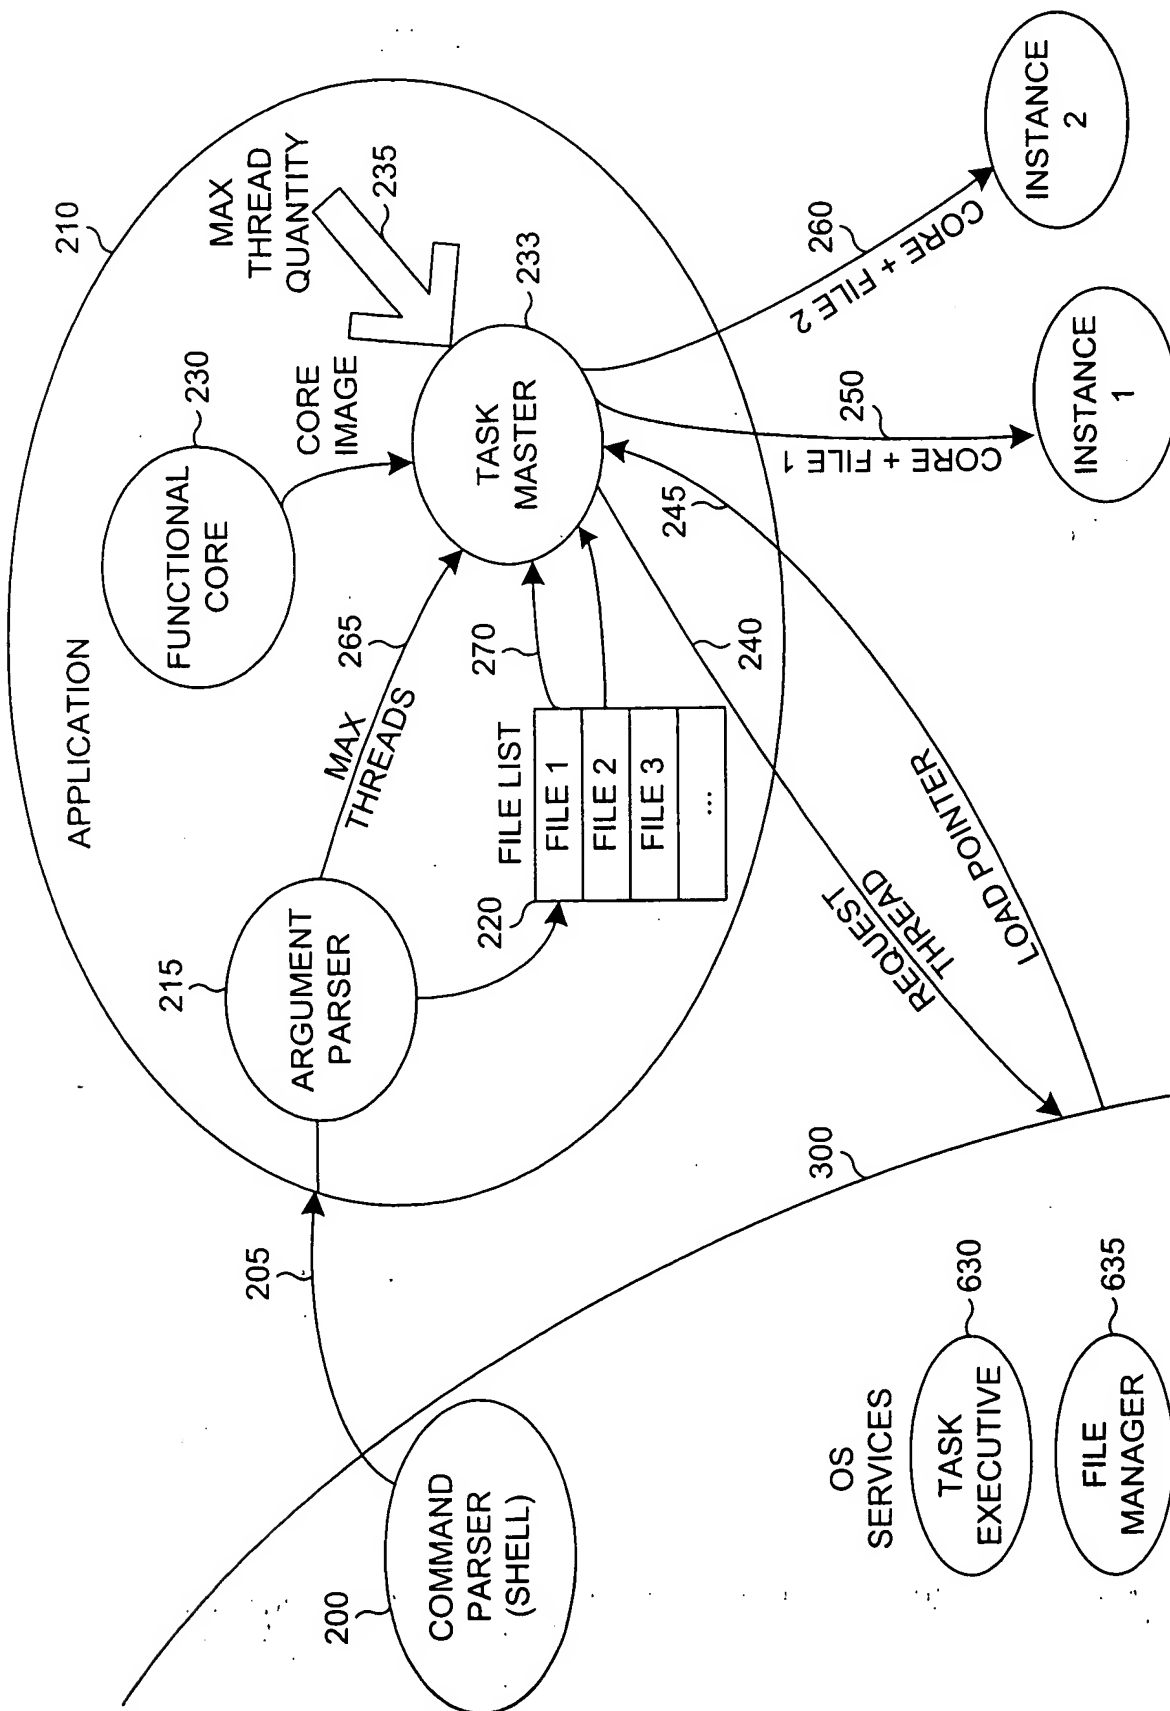 APPLICATION
210
MAX
THREAD
QUANTITY
235
FUNCTIONAL
CORE
230
CORE
IMAGE
215
ARGUMENT
PARSER
MAX
THREADS
265
TASK
MASTER
233
220
FILE LIST
FILE 1
FILE 2
FILE 3
...
270
205
200
COMMAND
PARSER
(SHELL)
240
REQUEST
THREAD
245
LOAD POINTER
250
CORE + FILE 1
INSTANCE
1
260
CORE + FILE 2
INSTANCE
2
300
OS
SERVICES
TASK
EXECUTIVE
630
FILE
MANAGER
635